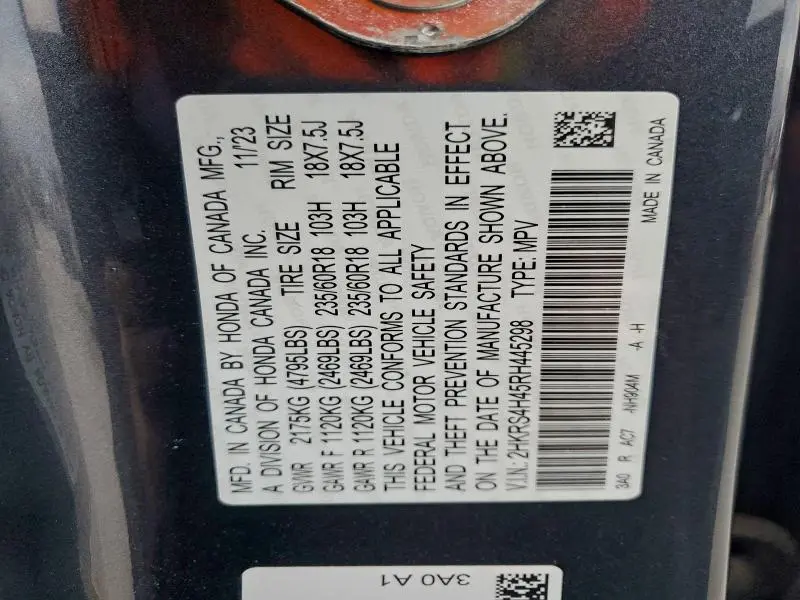 MFD. IN CANADA BY HONDA OF CANADA MFG.,
A DIVISION OF HONDA CANADA INC. 11/23
GVWR 2175KG (4795LBS) TIRE SIZE RIM SIZE
GAWR F 1120KG (2469LBS) 235/60R18 103H 18X7.5J
GAWR R 1120KG (2469LBS) 235/60R18 103H 18X7.5J
THIS VEHICLE CONFORMS TO ALL APPLICABLE
FEDERAL MOTOR VEHICLE SAFETY
AND THEFT PREVENTION STANDARDS IN EFFECT
ON THE DATE OF MANUFACTURE SHOWN ABOVE.
V.I.N.: 2HKRS4H45RH445298 TYPE: MPV
3A0 R AC7 -NH904M -A -H MADE IN CANADA
3A0 A1